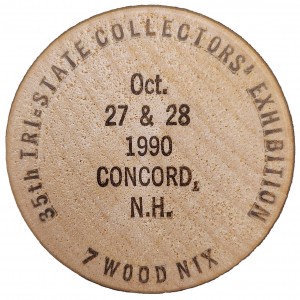 35th TRI-STATE COLLECTORS' EXHIBITION
Oct.
27 & 28
1990
CONCORD,
N.H.
7 WOOD NIX